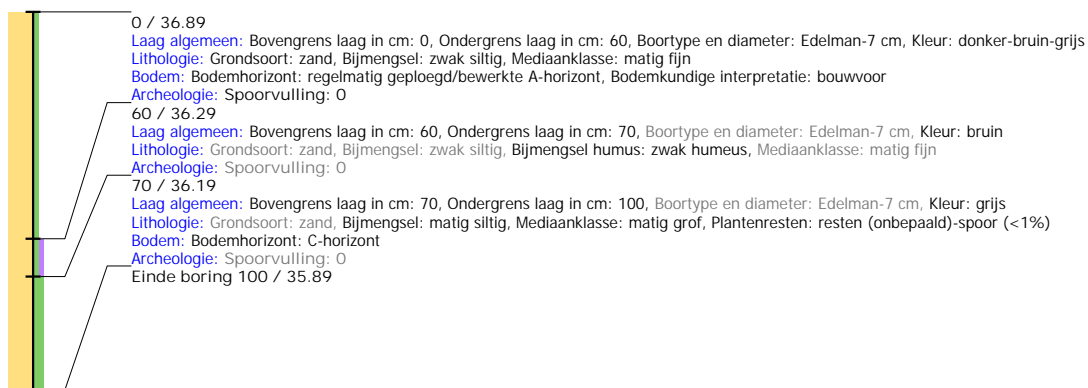 0 / 36.89
Laag algemeen: Bovengrens laag in cm: 0, Ondergrens laag in cm: 60, Boortype en diameter: Edelman-7 cm, Kleur: donker-bruin-grijs
Lithologie: Grondsoort: zand, Bijmengsel: zwak siltig, Mediaanklasse: matig fijn
Bodem: Bodemhorizont: regelmatig geploegd/bewerkte A-horizont, Bodemkundige interpretatie: bouwvoor
Archeologie: Spoorvulling: 0
60 / 36.29
Laag algemeen: Bovengrens laag in cm: 60, Ondergrens laag in cm: 70, Boortype en diameter: Edelman-7 cm, Kleur: bruin
Lithologie: Grondsoort: zand, Bijmengsel: zwak siltig, Bijmengsel humus: zwak humeus, Mediaanklasse: matig fijn
Archeologie: Spoorvulling: 0
70 / 36.19
Laag algemeen: Bovengrens laag in cm: 70, Ondergrens laag in cm: 100, Boortype en diameter: Edelman-7 cm, Kleur: grijs
Lithologie: Grondsoort: zand, Bijmengsel: matig siltig, Mediaanklasse: matig grof, Plantenresten: resten (onbepaald)-spoor (<1%)
Bodem: Bodemhorizont: C-horizont
Archeologie: Spoorvulling: 0
Einde boring 100 / 35.89